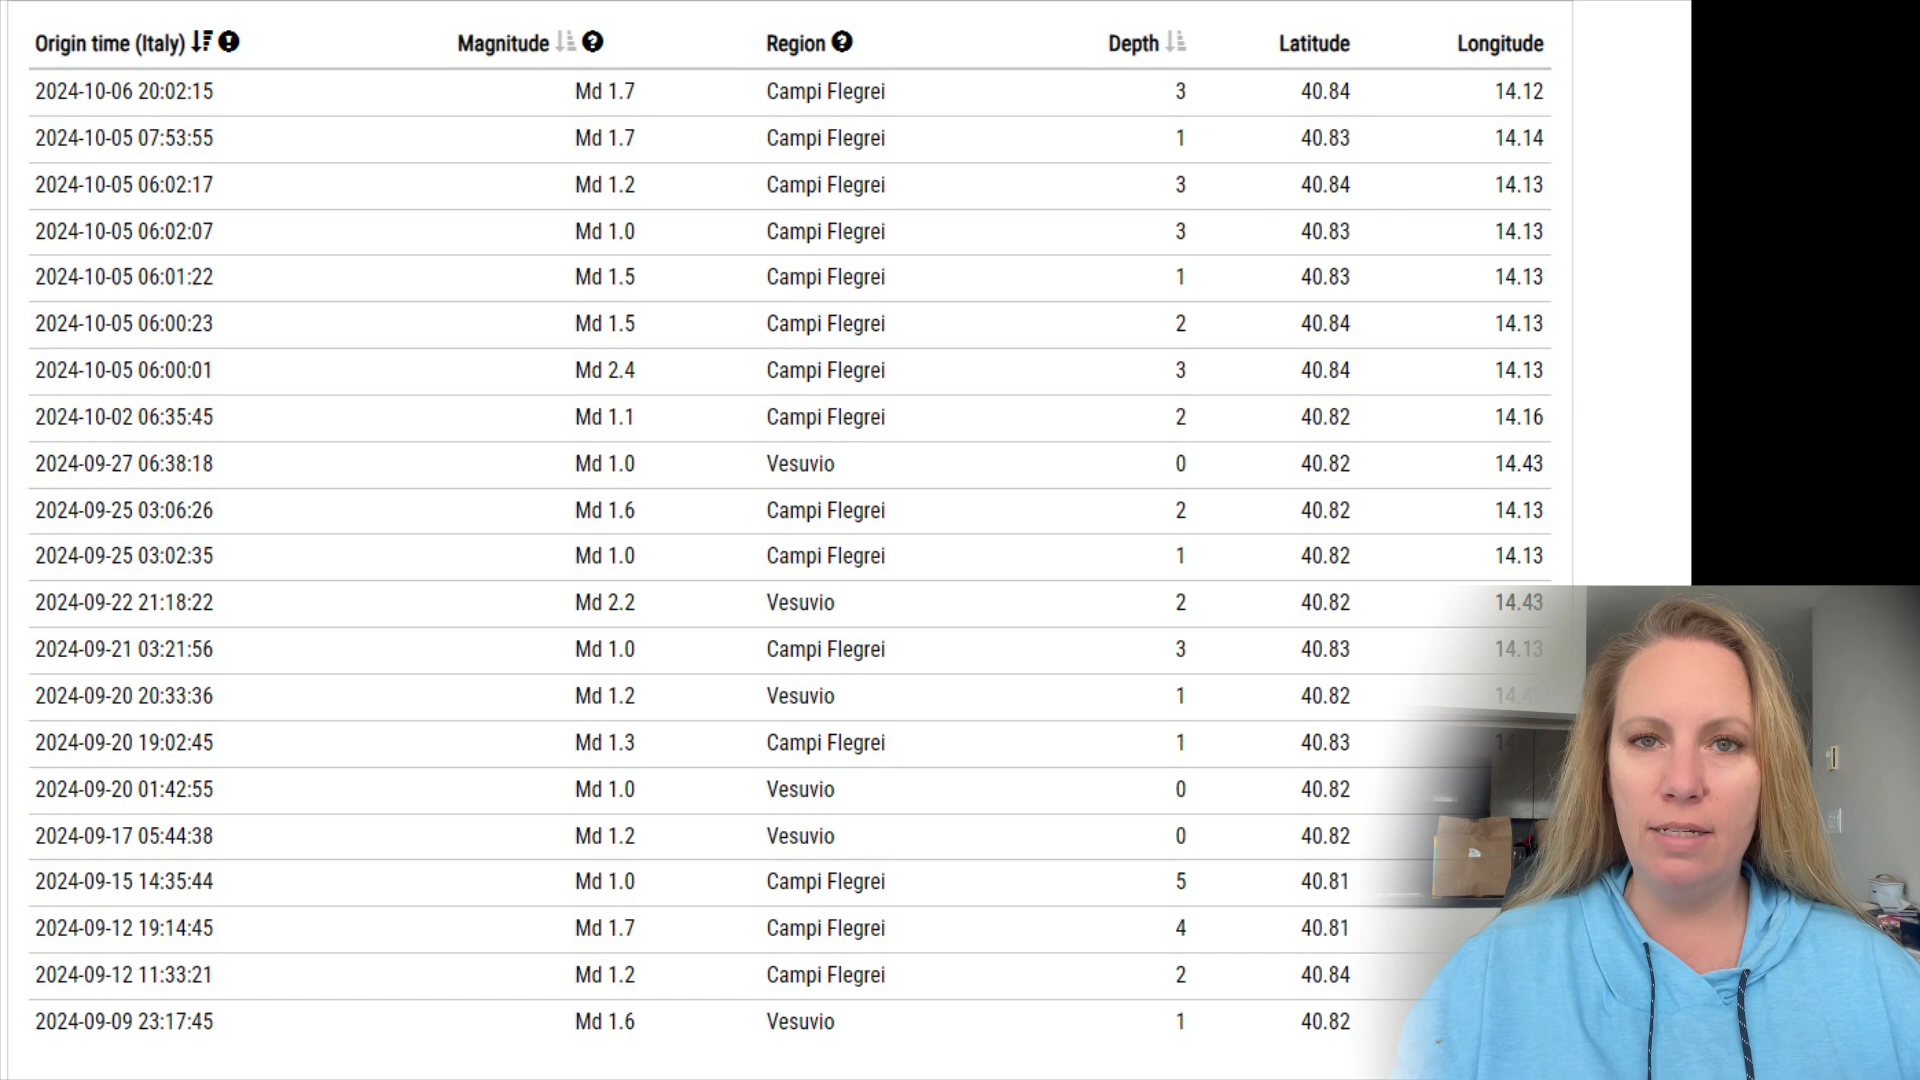 Origin time (Italy) Magnitude Region Depth Latitude Longitude
2024-10-06 20:02:15 Md 1.7 Campi Flegrei 3 40.84 14.12
2024-10-05 07:53:55 Md 1.7 Campi Flegrei 1 40.83 14.14
2024-10-05 06:02:17 Md 1.2 Campi Flegrei 3 40.84 14.13
2024-10-05 06:02:07 Md 1.0 Campi Flegrei 3 40.83 14.13
2024-10-05 06:01:22 Md 1.5 Campi Flegrei 1 40.83 14.13
2024-10-05 06:00:23 Md 1.5 Campi Flegrei 2 40.84 14.13
2024-10-05 06:00:01 Md 2.4 Campi Flegrei 3 40.84 14.13
2024-10-02 06:35:45 Md 1.1 Campi Flegrei 2 40.82 14.16
2024-09-27 06:38:18 Md 1.0 Vesuvio 0 40.82 14.43
2024-09-25 03:06:26 Md 1.6 Campi Flegrei 2 40.82 14.13
2024-09-25 03:02:35 Md 1.0 Campi Flegrei 1 40.82 14.13
2024-09-22 21:18:22 Md 2.2 Vesuvio 2 40.82 14.43
2024-09-21 03:21:56 Md 1.0 Campi Flegrei 3 40.83 14.13
2024-09-20 20:33:36 Md 1.2 Vesuvio 1 40.82
2024-09-20 19:02:45 Md 1.3 Campi Flegrei 1 40.83
2024-09-20 01:42:55 Md 1.0 Vesuvio 0 40.82
2024-09-17 05:44:38 Md 1.2 Vesuvio 0 40.82
2024-09-15 14:35:44 Md 1.0 Campi Flegrei 5 40.81
2024-09-12 19:14:45 Md 1.7 Campi Flegrei 4 40.81
2024-09-12 11:33:21 Md 1.2 Campi Flegrei 2 40.84
2024-09-09 23:17:45 Md 1.6 Vesuvio 1 40.82